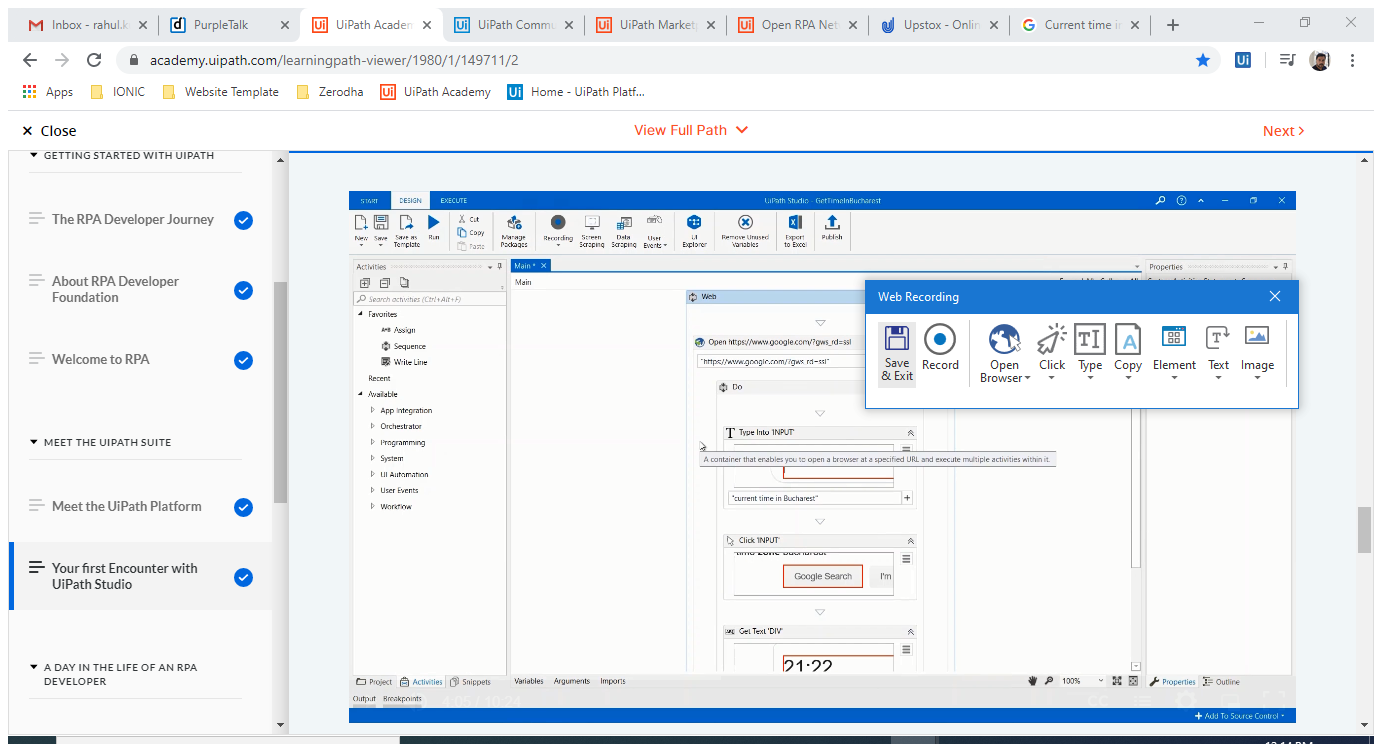 Inbox - rahul.k
PurpleTalk
UiPath Academ
UiPath Commu
UiPath Market
Open RPA Net
Upstox - Onlin
Current time i
academy.uipath.com/learningpath-viewer/1980/1/149711/2
Apps
IONIC
Website Template
Zerodha
UiPath Academy
Home - UiPath Platf...
Close
View Full Path
Next >
GETTING STARTED WITH UIPATH
The RPA Developer Journey
About RPA Developer
Foundation
Welcome to RPA
MEET THE UIPATH SUITE
Meet the UiPath Platform
Your first Encounter with
UiPath Studio
A DAY IN THE LIFE OF AN RPA
DEVELOPER
START
DESIGN
EXECUTE
UiPath Studio - GetTimeInBucharest
New
Save
Save as
Template
Run
Cut
Copy
Paste
Manage
Packages
Recording
Screen
Scraping
Data
Scraping
User
Events
UI
Explorer
Remove Unused
Variables
Export
to Excel
Publish
Activities
Search activities (Ctrl+Alt+F)
Favorites
Assign
Sequence
Write Line
Recent
Available
App Integration
Orchestrator
Programming
System
UI Automation
User Events
Workflow
Main *
Main
Properties
Web
Open https://www.google.com/?gws_rd=ssl
"https://www.google.com/?gws_rd=ssl"
Do
Type Into 'INPUT'
A container that enables you to open a browser at a specified URL and execute multiple activities within it.
"current time in Bucharest"
Click 'INPUT'
Google Search
I'm
Get Text 'DIV'
21:22
Web Recording
Save
& Exit
Record
Open
Browser
Click
Type
Copy
Element
Text
Image
Project
Activities
Snippets
Variables
Arguments
Imports
100%
Properties
Outline
Output
Breakpoints
4:05 / 10:24
Add To Source Control